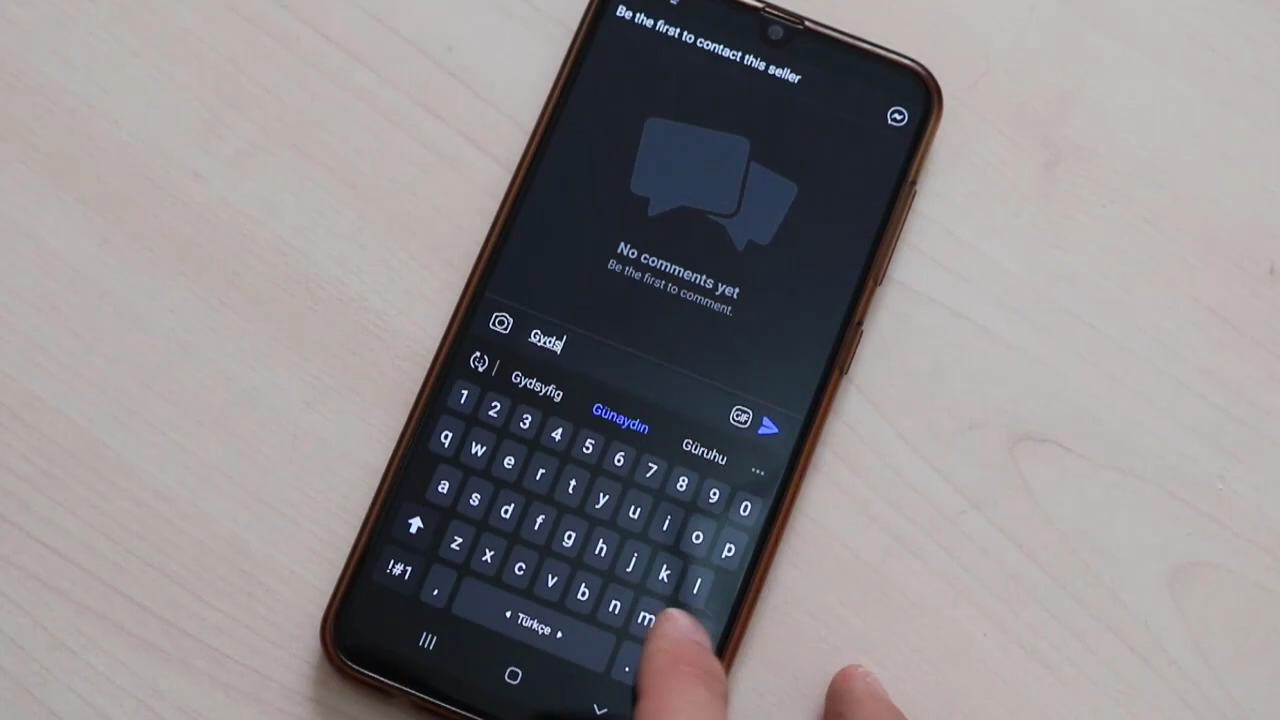 Be the first to contact this seller
No comments yet
Be the first to comment.
Gyds
GIF
Gydsyfig Günaydın Güruhu ...
1 2 3 4 5 6 7 8 9 0
q w e r t y u i o p
a s d f g h j k l
z x c v b n m
!#1 , Türkçe .